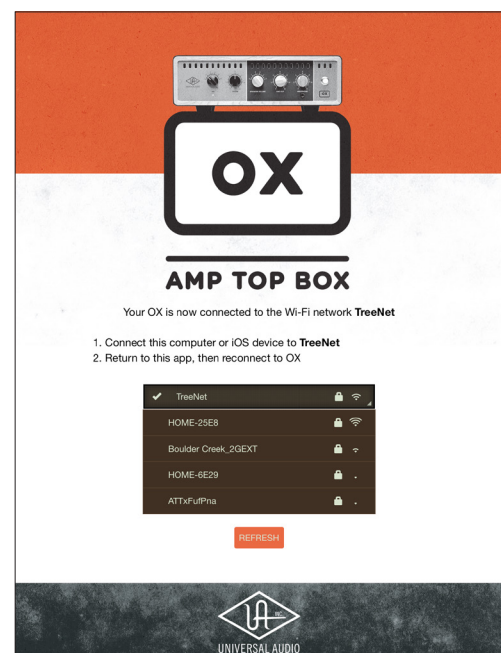 OX
AMP TOP BOX
Your OX is now connected to the Wi-Fi network TreeNet
1. Connect this computer or iOS device to TreeNet
2. Return to this app, then reconnect to OX
TreeNet
HOME-25E8
Boulder Creek_2GEXT
HOME-6E29
ATTxFufPna
REFRESH
UA INC.
UNIVERSAL AUDIO